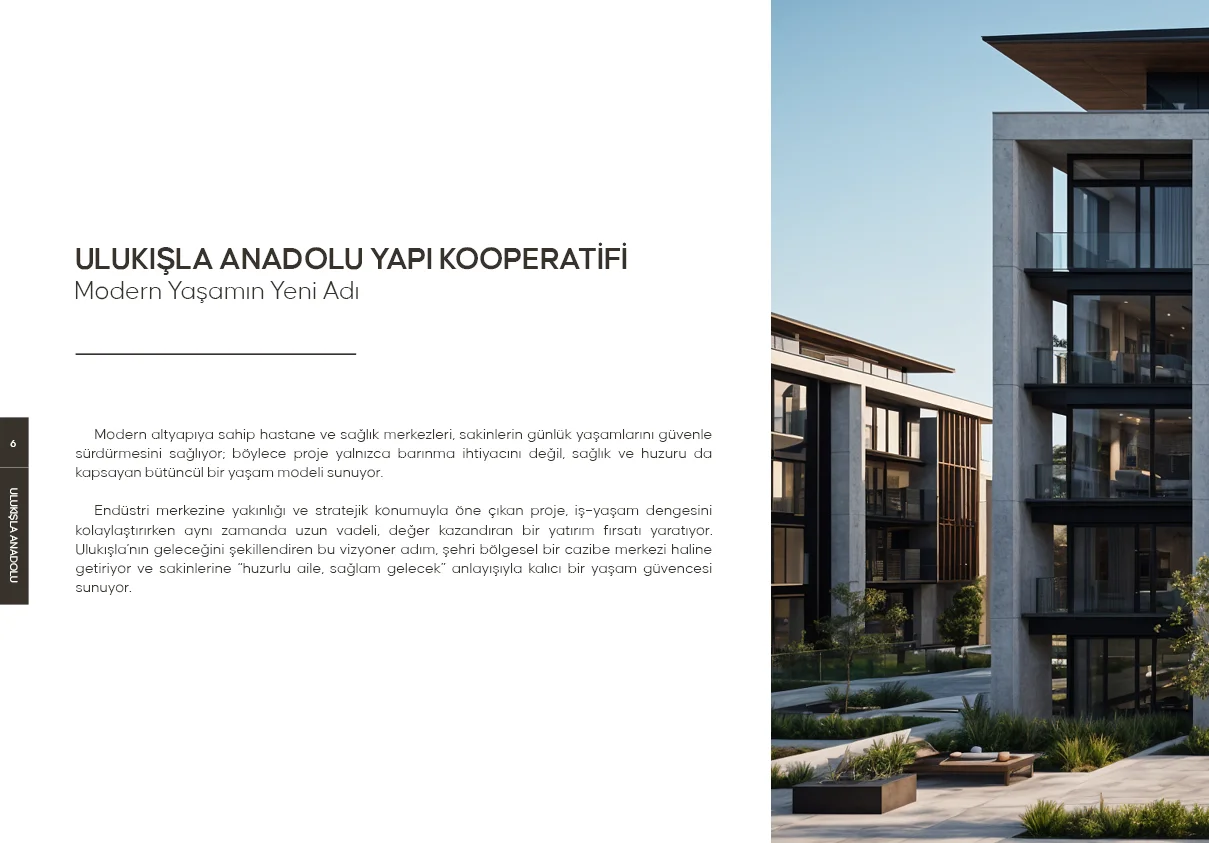 ULUKIŞLA ANADOLU YAPI KOOPERATİFİ
Modern Yaşamın Yeni Adı
Modern altyapıya sahip hastane ve sağlık merkezleri, sakinlerin günlük yaşamlarını güvenle
sürdürmesini sağlıyor; böylece proje yalnızca barınma ihtiyacını değil, sağlık ve huzuru da
kapsayan bütüncül bir yaşam modeli sunuyor.
Endüstri merkezine yakınlığı ve stratejik konumuyla öne çıkan proje, iş-yaşam dengesini
kolaylaştırırken aynı zamanda uzun vadeli, değer kazandıran bir yatırım fırsatı yaratıyor.
Ulukışla’nın geleceğini şekillendiren bu vizyoner adım, şehri bölgesel bir cazibe merkezi haline
getiriyor ve sakinlerine “huzurlu aile, sağlam gelecek” anlayışıyla kalıcı bir yaşam güvencesi
sunuyor.
6
ULUKIŞLA ANADOLU